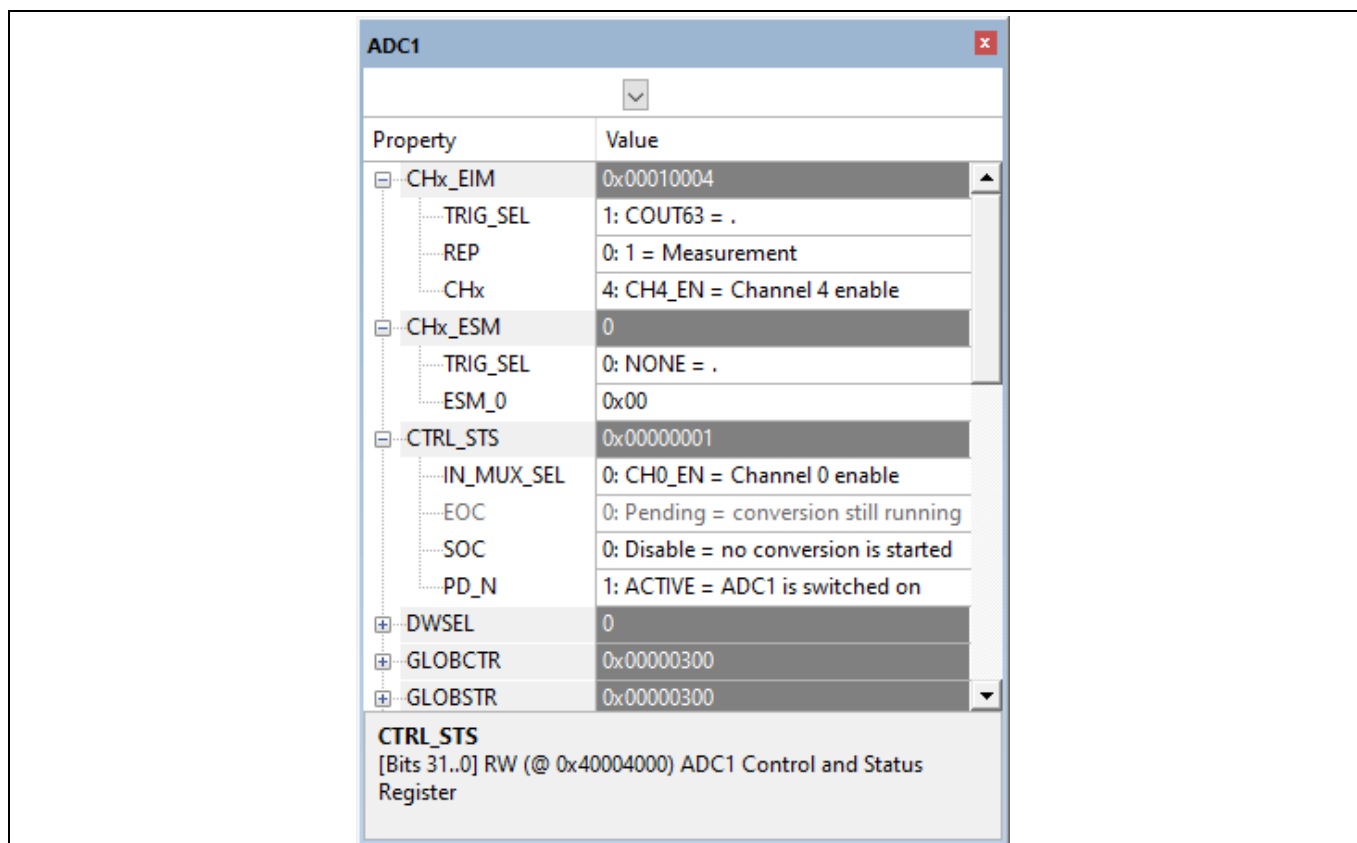 ADC1
Property Value
CHx_EIM 0x00010004
TRIG_SEL 1: COUT63 = .
REP 0: 1 = Measurement
CHx 4: CH4_EN = Channel 4 enable
CHx_ESM 0
TRIG_SEL 0: NONE = .
ESM_0 0x00
CTRL_STS 0x00000001
IN_MUX_SEL 0: CH0_EN = Channel 0 enable
EOC 0: Pending = conversion still running
SOC 0: Disable = no conversion is started
PD_N 1: ACTIVE = ADC1 is switched on
DWSEL 0
GLOBCTR 0x00000300
GLOBSTR 0x00000300
CTRL_STS
[Bits 31..0] RW (@ 0x40004000) ADC1 Control and Status
Register